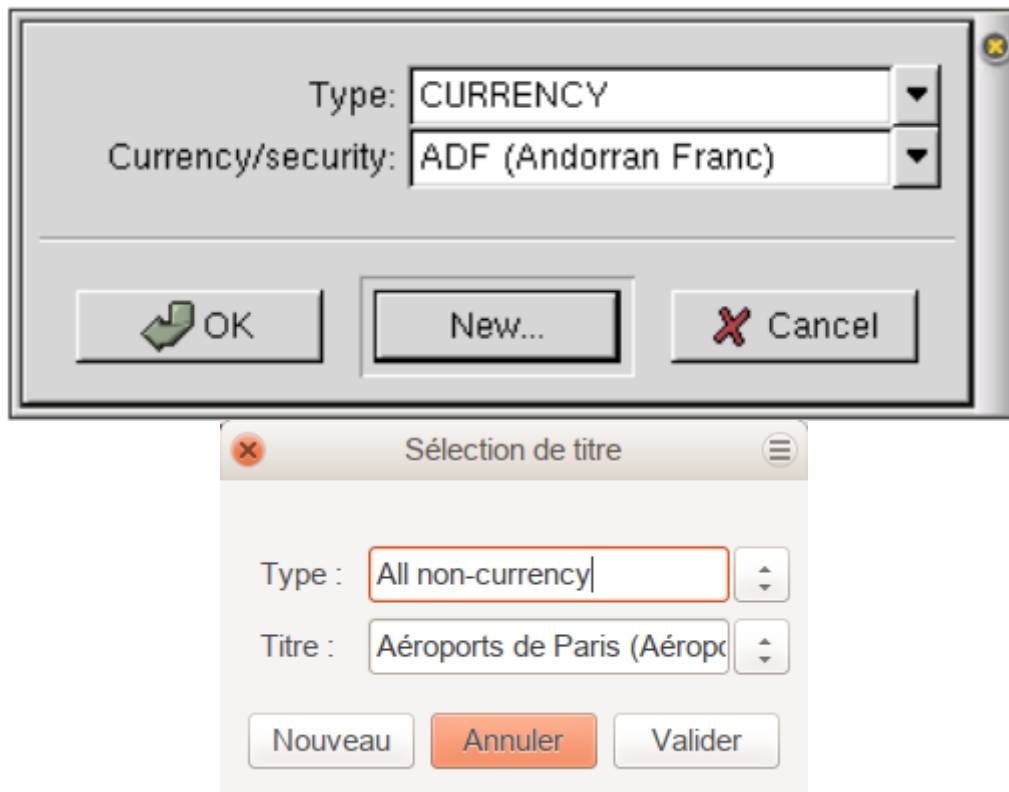 Type: CURRENCY
Currency/security: ADF (Andorran Franc)
OK New... Cancel
Sélection de titre
Type : All non-currency
Titre : Aéroports de Paris (Aéropo
Nouveau Annuler Valider